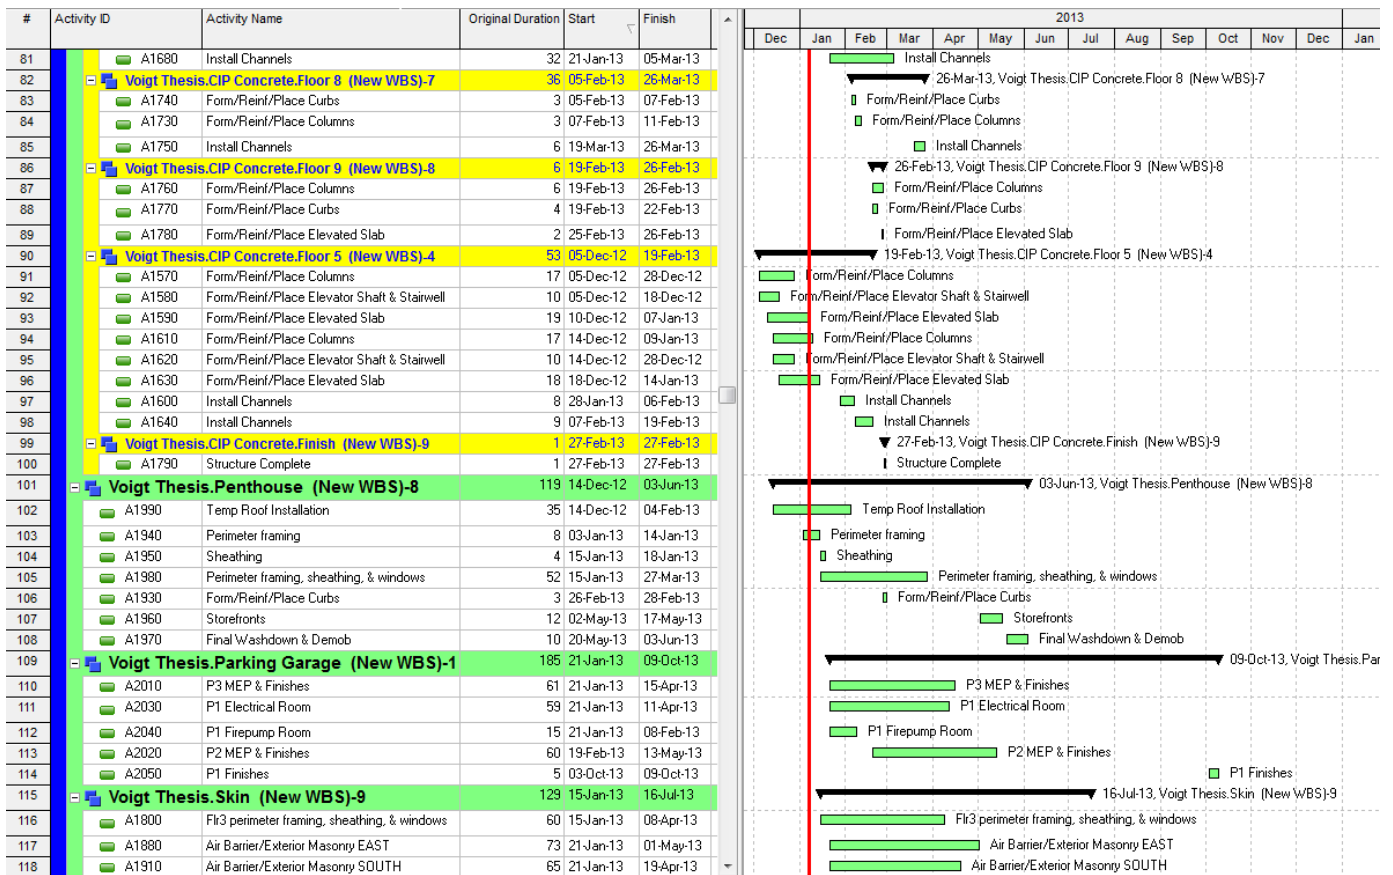 # Activity ID Activity Name Original Duration Start Finish 2013
Dec Jan Feb Mar Apr May Jun Jul Aug Sep Oct Nov Dec Jan
81 A1680 Install Channels 32 21-Jan-13 05-Mar-13 Install Channels
82 Voigt Thesis.CIP Concrete.Floor 8 (New WBS)-7 36 05-Feb-13 26-Mar-13 26-Mar-13, Voigt Thesis.CIP Concrete.Floor 8 (New WBS)-7
83 A1740 Form/Reinf/Place Curbs 3 05-Feb-13 07-Feb-13 Form/Reinf/Place Curbs
84 A1730 Form/Reinf/Place Columns 3 07-Feb-13 11-Feb-13 Form/Reinf/Place Columns
85 A1750 Install Channels 6 19-Mar-13 26-Mar-13 Install Channels
86 Voigt Thesis.CIP Concrete.Floor 9 (New WBS)-8 6 19-Feb-13 26-Feb-13 26-Feb-13, Voigt Thesis.CIP Concrete.Floor 9 (New WBS)-8
87 A1760 Form/Reinf/Place Columns 6 19-Feb-13 26-Feb-13 Form/Reinf/Place Columns
88 A1770 Form/Reinf/Place Curbs 4 19-Feb-13 22-Feb-13 Form/Reinf/Place Curbs
89 A1780 Form/Reinf/Place Elevated Slab 2 25-Feb-13 26-Feb-13 Form/Reinf/Place Elevated Slab
90 Voigt Thesis.CIP Concrete.Floor 5 (New WBS)-4 53 05-Dec-12 19-Feb-13 19-Feb-13, Voigt Thesis.CIP Concrete.Floor 5 (New WBS)-4
91 A1570 Form/Reinf/Place Columns 17 05-Dec-12 28-Dec-12 Form/Reinf/Place Columns
92 A1580 Form/Reinf/Place Elevator Shaft & Stairwell 10 05-Dec-12 18-Dec-12 Form/Reinf/Place Elevator Shaft & Stairwell
93 A1590 Form/Reinf/Place Elevated Slab 19 10-Dec-12 07-Jan-13 Form/Reinf/Place Elevated Slab
94 A1610 Form/Reinf/Place Columns 17 14-Dec-12 09-Jan-13 Form/Reinf/Place Columns
95 A1620 Form/Reinf/Place Elevator Shaft & Stairwell 10 14-Dec-12 28-Dec-12 Form/Reinf/Place Elevator Shaft & Stairwell
96 A1630 Form/Reinf/Place Elevated Slab 18 18-Dec-12 14-Jan-13 Form/Reinf/Place Elevated Slab
97 A1600 Install Channels 8 28-Jan-13 06-Feb-13 Install Channels
98 A1640 Install Channels 9 07-Feb-13 19-Feb-13 Install Channels
99 Voigt Thesis.CIP Concrete.Finish (New WBS)-9 1 27-Feb-13 27-Feb-13 27-Feb-13, Voigt Thesis.CIP Concrete.Finish (New WBS)-9
100 A1790 Structure Complete 1 27-Feb-13 27-Feb-13 Structure Complete
101 Voigt Thesis.Penthouse (New WBS)-8 119 14-Dec-12 03-Jun-13 03-Jun-13, Voigt Thesis.Penthouse (New WBS)-8
102 A1990 Temp Roof Installation 35 14-Dec-12 04-Feb-13 Temp Roof Installation
103 A1940 Perimeter framing 8 03-Jan-13 14-Jan-13 Perimeter framing
104 A1950 Sheathing 4 15-Jan-13 18-Jan-13 Sheathing
105 A1980 Perimeter framing, sheathing, & windows 52 15-Jan-13 27-Mar-13 Perimeter framing, sheathing, & windows
106 A1930 Form/Reinf/Place Curbs 3 26-Feb-13 28-Feb-13 Form/Reinf/Place Curbs
107 A1960 Storefronts 12 02-May-13 17-May-13 Storefronts
108 A1970 Final Washdown & Demob 10 20-May-13 03-Jun-13 Final Washdown & Demob
109 Voigt Thesis.Parking Garage (New WBS)-1 185 21-Jan-13 09-Oct-13 09-Oct-13, Voigt Thesis.Par
110 A2010 P3 MEP & Finishes 61 21-Jan-13 15-Apr-13 P3 MEP & Finishes
111 A2030 P1 Electrical Room 59 21-Jan-13 11-Apr-13 P1 Electrical Room
112 A2040 P1 Firepump Room 15 21-Jan-13 08-Feb-13 P1 Firepump Room
113 A2020 P2 MEP & Finishes 60 19-Feb-13 13-May-13 P2 MEP & Finishes
114 A2050 P1 Finishes 5 03-Oct-13 09-Oct-13 P1 Finishes
115 Voigt Thesis.Skin (New WBS)-9 129 15-Jan-13 16-Jul-13 16-Jul-13, Voigt Thesis.Skin (New WBS)-9
116 A1800 Flr3 perimeter framing, sheathing, & windows 60 15-Jan-13 08-Apr-13 Flr3 perimeter framing, sheathing, & windows
117 A1880 Air Barrier/Exterior Masonry EAST 73 21-Jan-13 01-May-13 Air Barrier/Exterior Masonry EAST
118 A1910 Air Barrier/Exterior Masonry SOUTH 65 21-Jan-13 19-Apr-13 Air Barrier/Exterior Masonry SOUTH